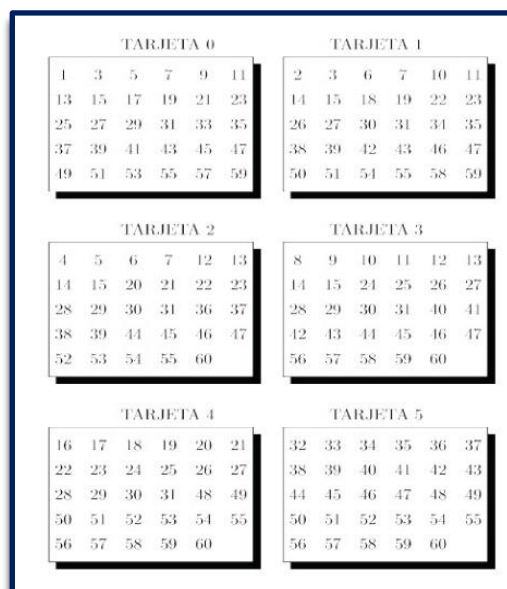 TARJETA 0
1 3 5 7 9 11
13 15 17 19 21 23
25 27 29 31 33 35
37 39 41 43 45 47
49 51 53 55 57 59
TARJETA 1
2 3 6 7 10 11
14 15 18 19 22 23
26 27 30 31 34 35
38 39 42 43 46 47
50 51 54 55 58 59
TARJETA 2
4 5 6 7 12 13
14 15 20 21 22 23
28 29 30 31 36 37
38 39 44 45 46 47
52 53 54 55 60
TARJETA 3
8 9 10 11 12 13
14 15 24 25 26 27
28 29 30 31 40 41
42 43 44 45 46 47
56 57 58 59 60
TARJETA 4
16 17 18 19 20 21
22 23 24 25 26 27
28 29 30 31 48 49
50 51 52 53 54 55
56 57 58 59 60
TARJETA 5
32 33 34 35 36 37
38 39 40 41 42 43
44 45 46 47 48 49
50 51 52 53 54 55
56 57 58 59 60